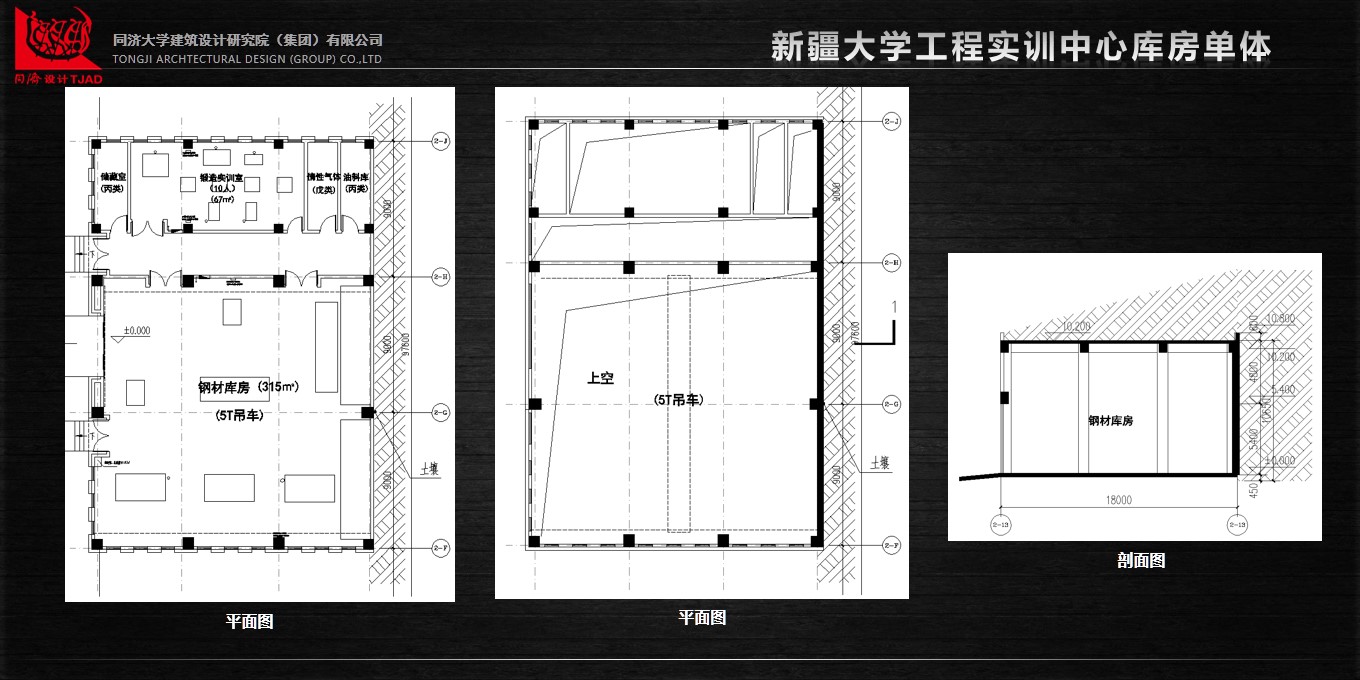 同济大学建筑设计研究院（集团）有限公司
TONGJI ARCHTECTURAL DESIGN (GROUP) CO.,LTD
同济设计TJAD
新疆大学工程实训中心库房单体
储藏室
(丙类)
锻造实训室
(10人)
(67㎡)
惰性气体
(戊类)
油料库
(丙类)
2-J
9000
下
2-H
±0.000
9000
97600
钢材库房（315㎡）
(5T吊车)
2-G
下
土壤
9000
2-F
平面图
2-J
9000
2-H
9000
97600
1
上空
(5T吊车)
2-G
土壤
9000
2-F
平面图
10.200
10.800
600
10.200
4800
5.400
钢材库房
5400
±0.000
450
18000
2-13
2-13
剖面图